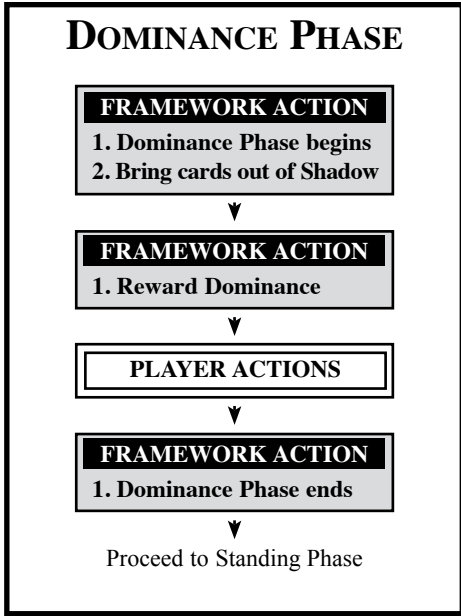 DOMINANCE PHASE
FRAMEWORK ACTION
1. Dominance Phase begins
2. Bring cards out of Shadow
FRAMEWORK ACTION
1. Reward Dominance
PLAYER ACTIONS
FRAMEWORK ACTION
1. Dominance Phase ends
Proceed to Standing Phase